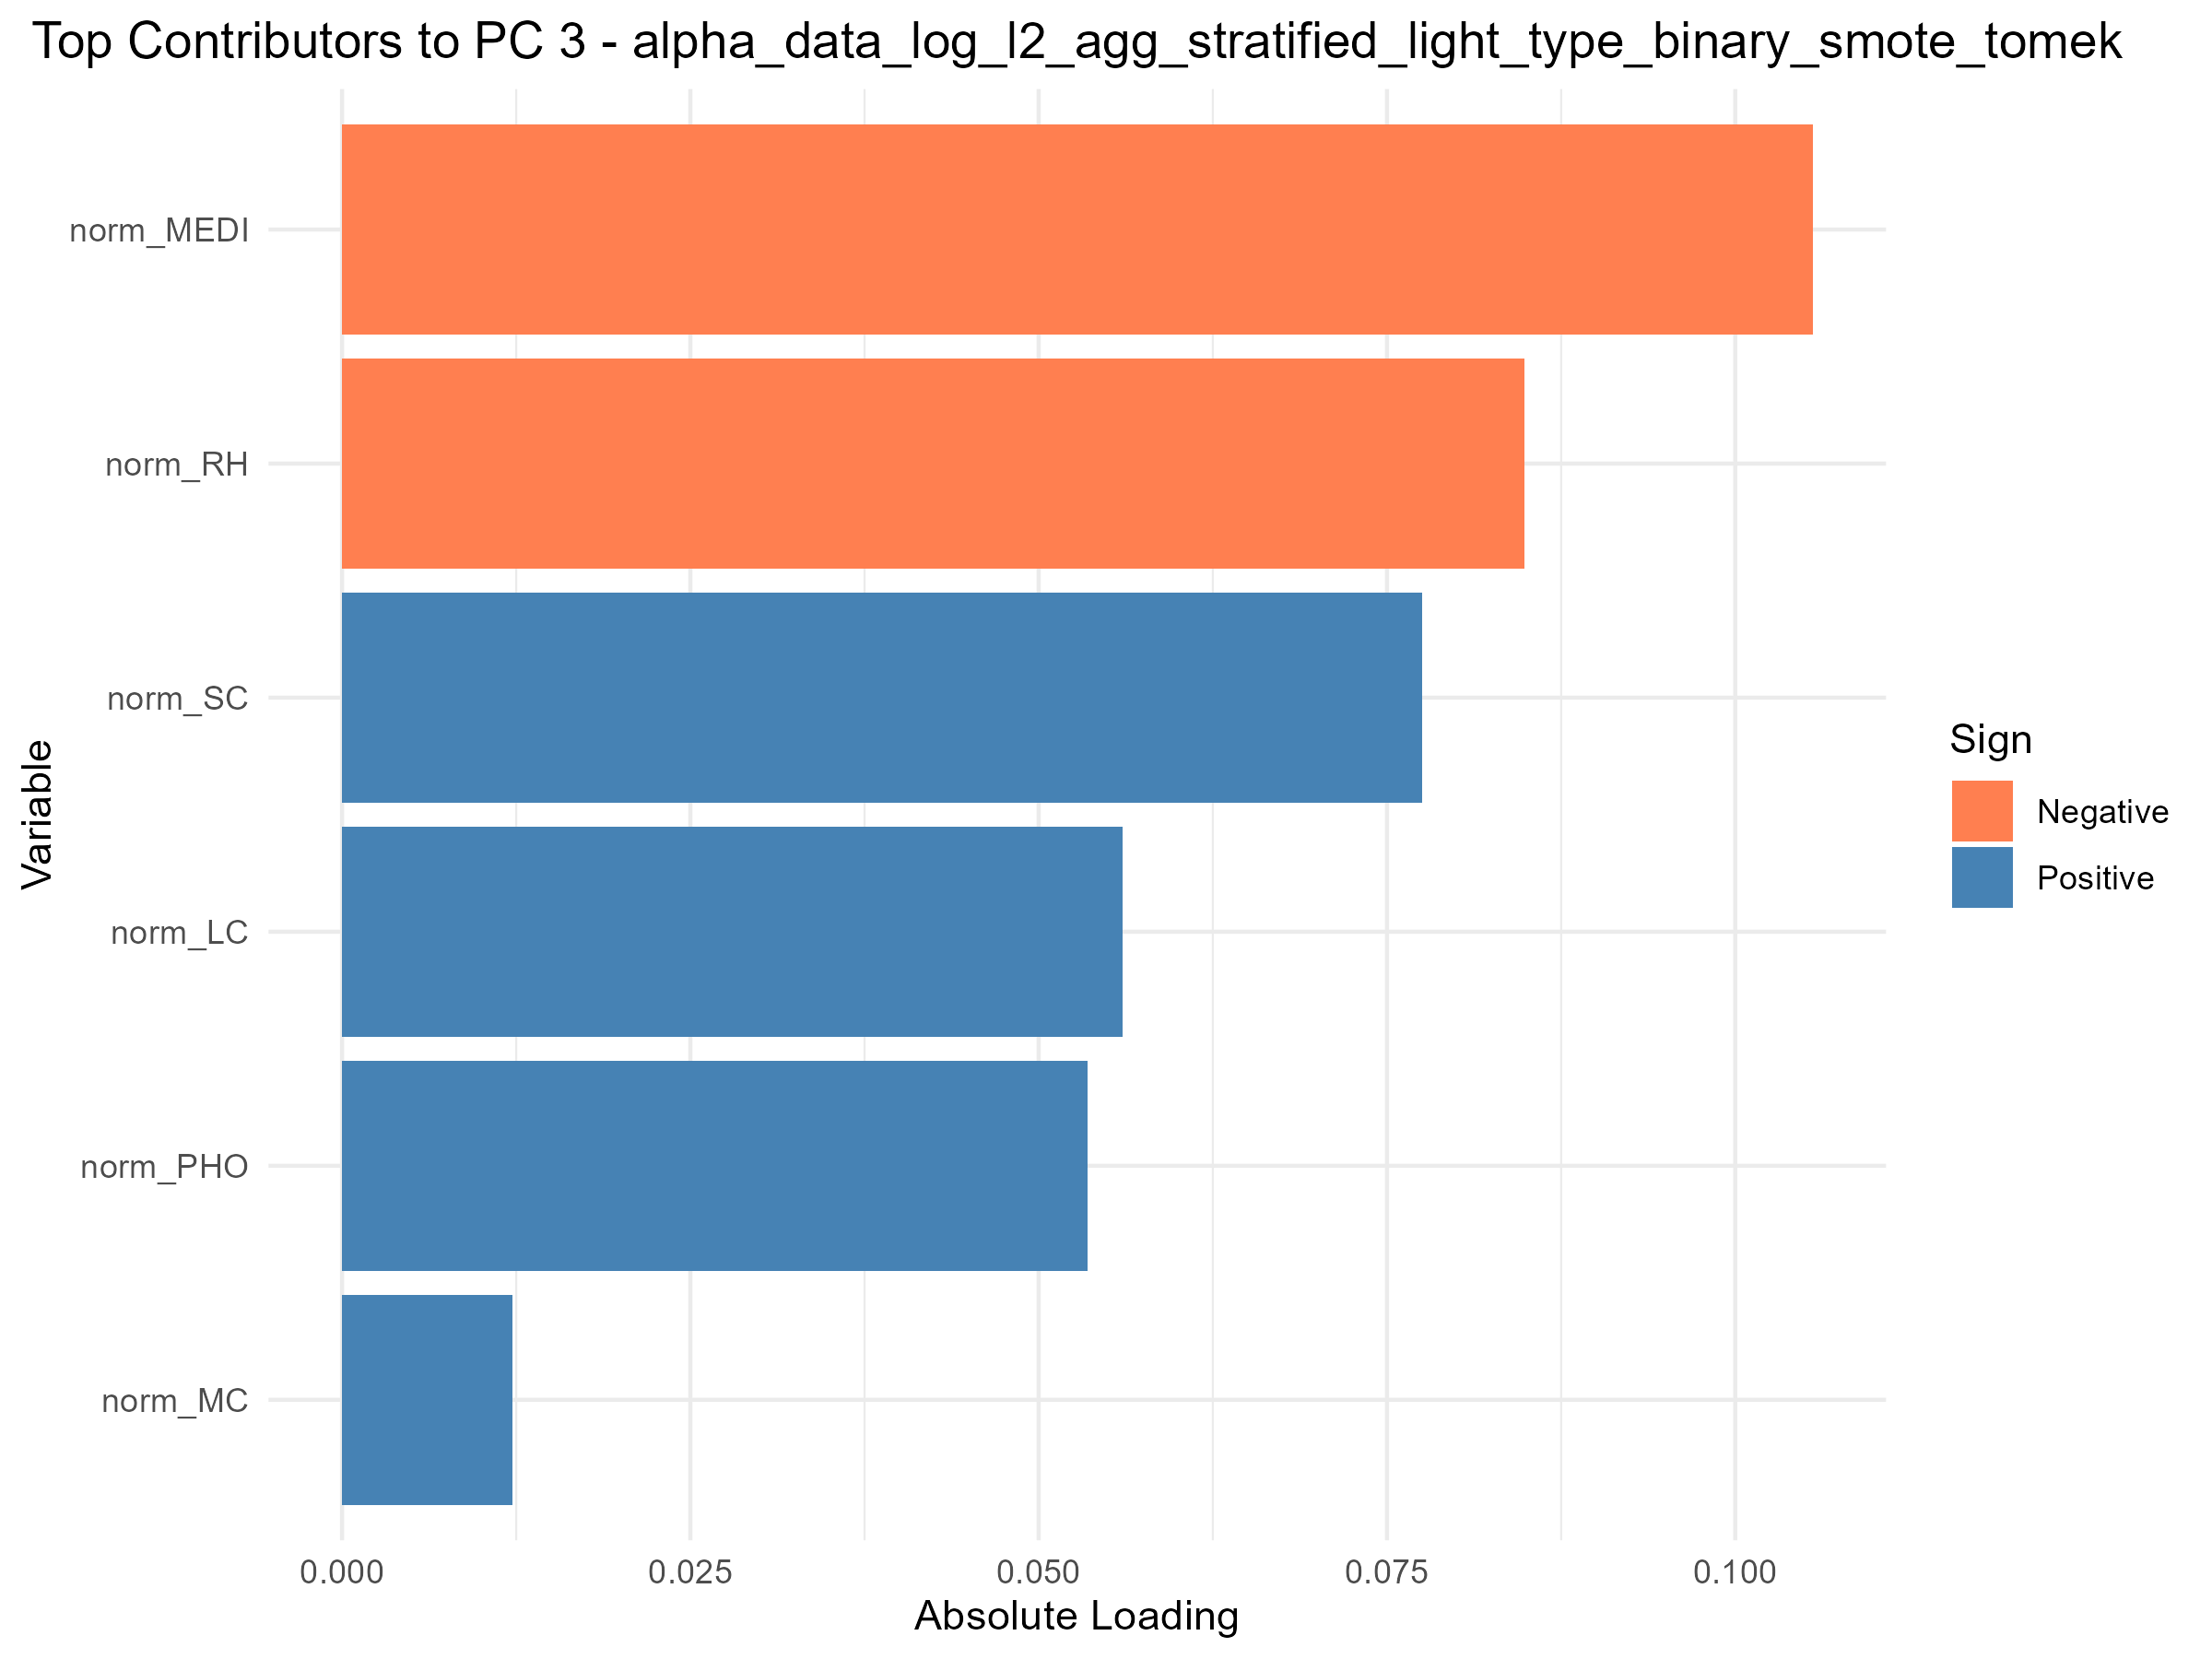 Top Contributors to PC 3 - alpha_data_log_l2_agg_stratified_light_type_binary_smote_tomek
norm_MEDI
norm_RH
norm_SC
norm_LC
norm_PHO
norm_MC
Variable
0.000 0.025 0.050 0.075 0.100
Absolute Loading
Sign
Negative
Positive